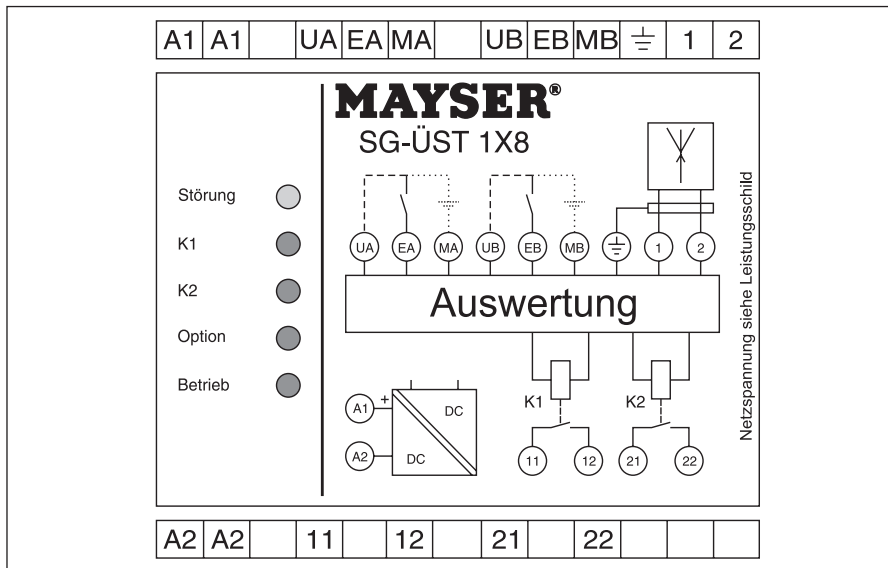 A1 A1 UA EA MA UB EB MB 1 2
MAYSER®
SG-ÜST 1X8
Störung
K1
K2
Option
Betrieb
UA EA MA UB EB MB 1 2
Auswertung
K1 K2
A1 + DC
A2 DC
11 12 21 22
Netzspannung siehe Leistungsschild
A2 A2 11 12 21 22